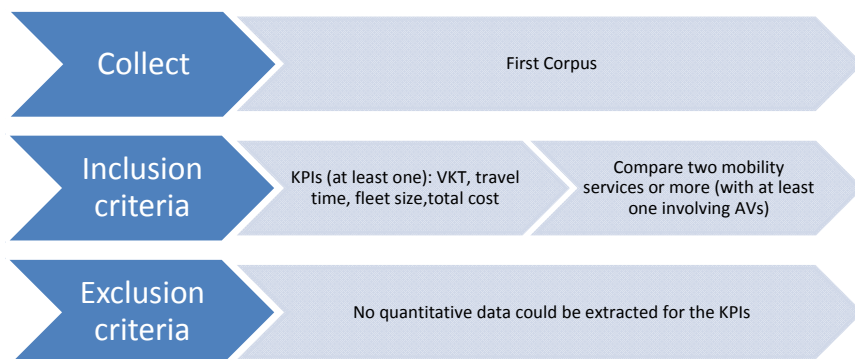 Collect
First Corpus
Inclusion
criteria
KPIs (at least one): VKT, travel
time, fleet size,total cost
Compare two mobility
services or more (with at least
one involving AVs)
Exclusion
criteria
No quantitative data could be extracted for the KPIs